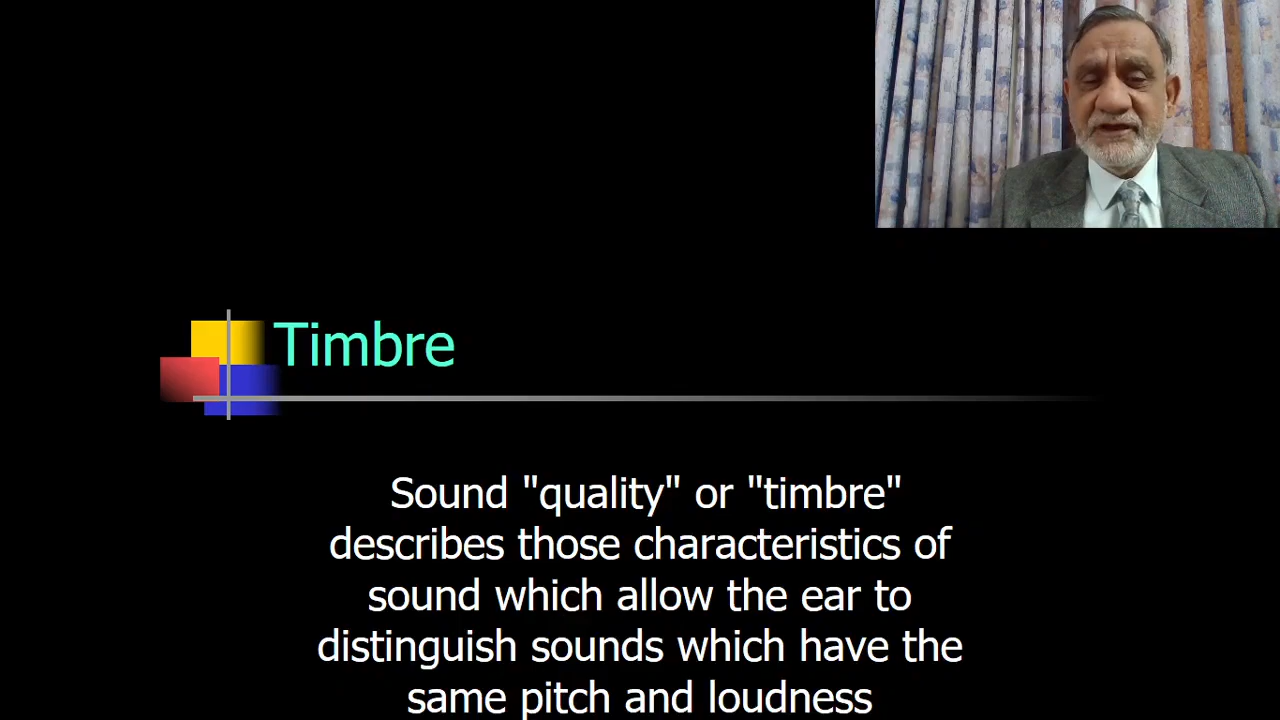 Timbre
Sound "quality" or "timbre"
describes those characteristics of
sound which allow the ear to
distinguish sounds which have the
same pitch and loudness